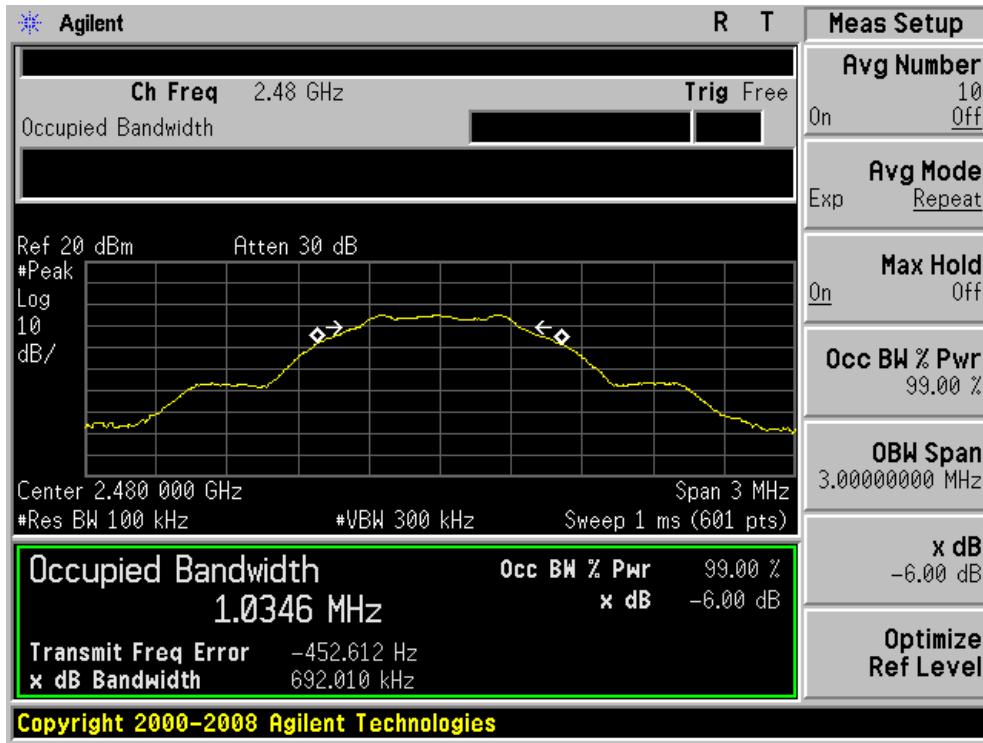 Agilent R T
Ch Freq 2.48 GHz Trig Free
Occupied Bandwidth
Ref 20 dBm Atten 30 dB
#Peak
Log
10
dB/
Center 2.480 000 GHz Span 3 MHz
#Res BW 100 kHz #VBW 300 kHz Sweep 1 ms (601 pts)
Occupied Bandwidth Occ BW % Pwr 99.00 %
1.0346 MHz x dB -6.00 dB
Transmit Freq Error -452.612 Hz
x dB Bandwidth 692.010 kHz
Copyright 2000-2008 Agilent Technologies
Meas Setup
Avg Number
10
On Off
Avg Mode
Exp Repeat
Max Hold
On Off
Occ BW % Pwr
99.00 %
OBW Span
3.00000000 MHz
x dB
-6.00 dB
Optimize
Ref Level